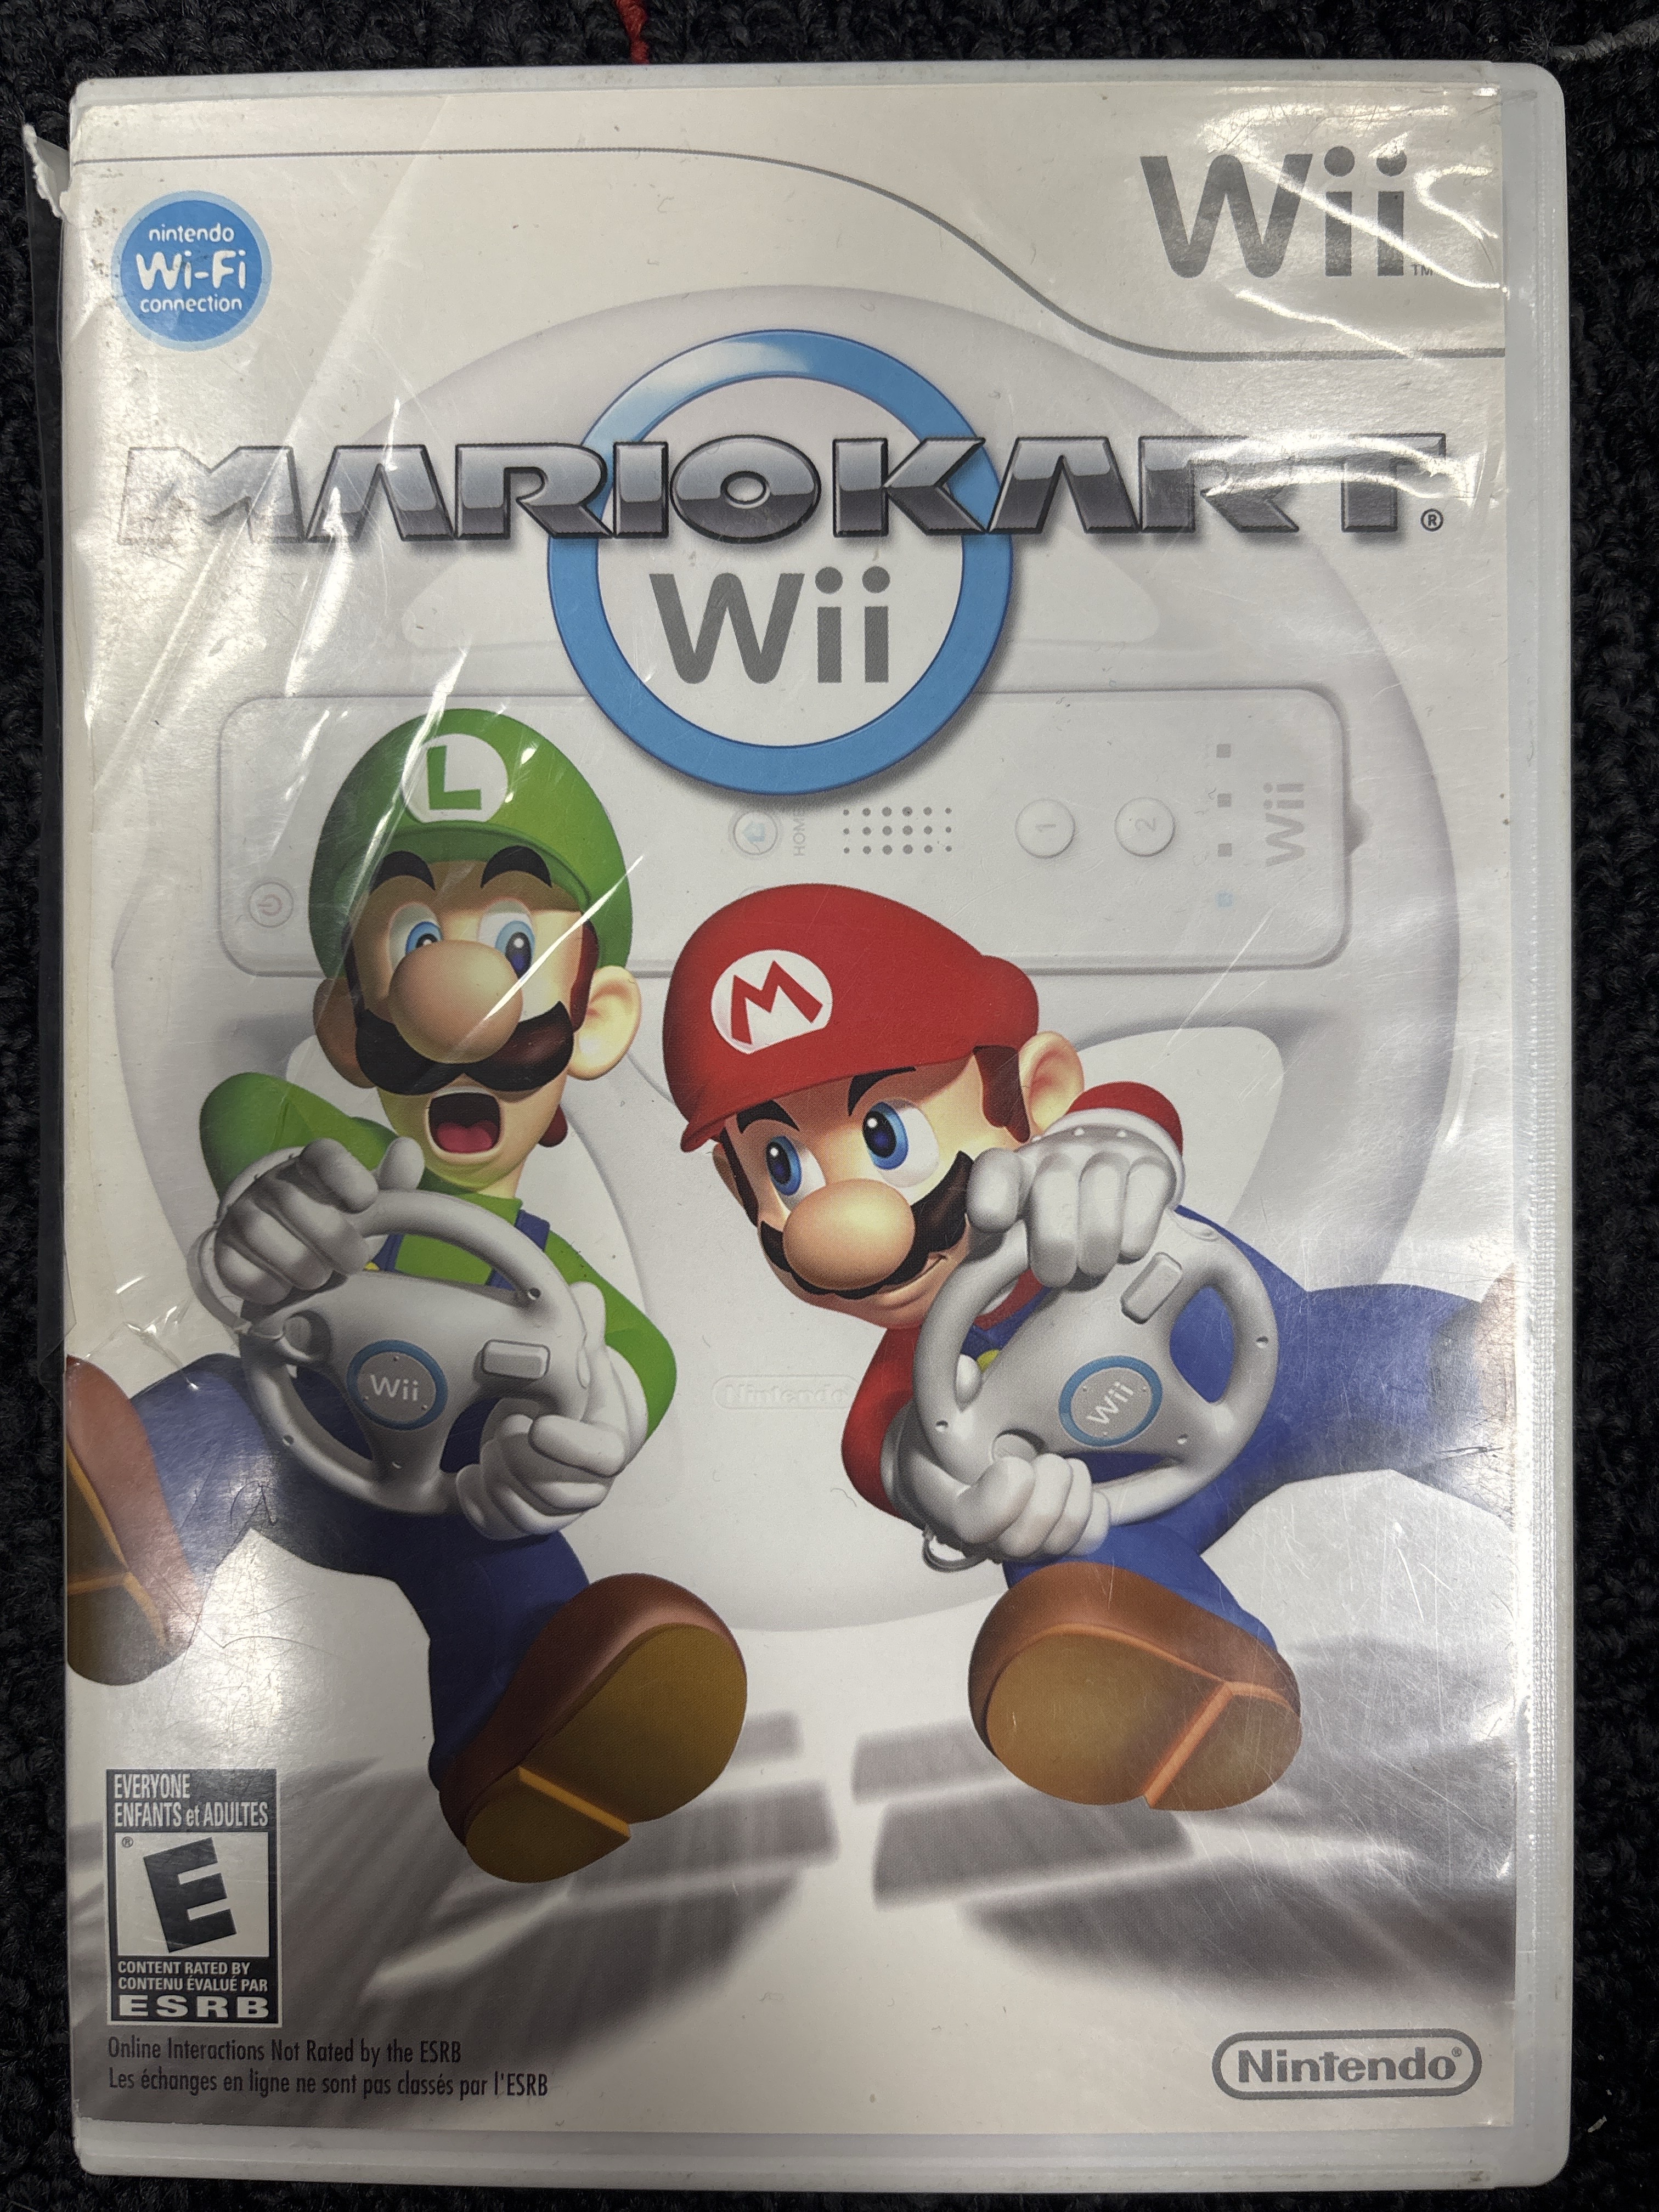 Wii™
nintendo
Wi-Fi
connection
MARIOKART®
Wii
HOME
1
2
Wii
L
M
Wii
Wii
Nintendo
EVERYONE
ENFANTS et ADULTES
® E
CONTENT RATED BY
CONTENU ÉVALUÉ PAR
ESRB
Online Interactions Not Rated by the ESRB
Les échanges en ligne ne sont pas classés par l'ESRB
Nintendo®